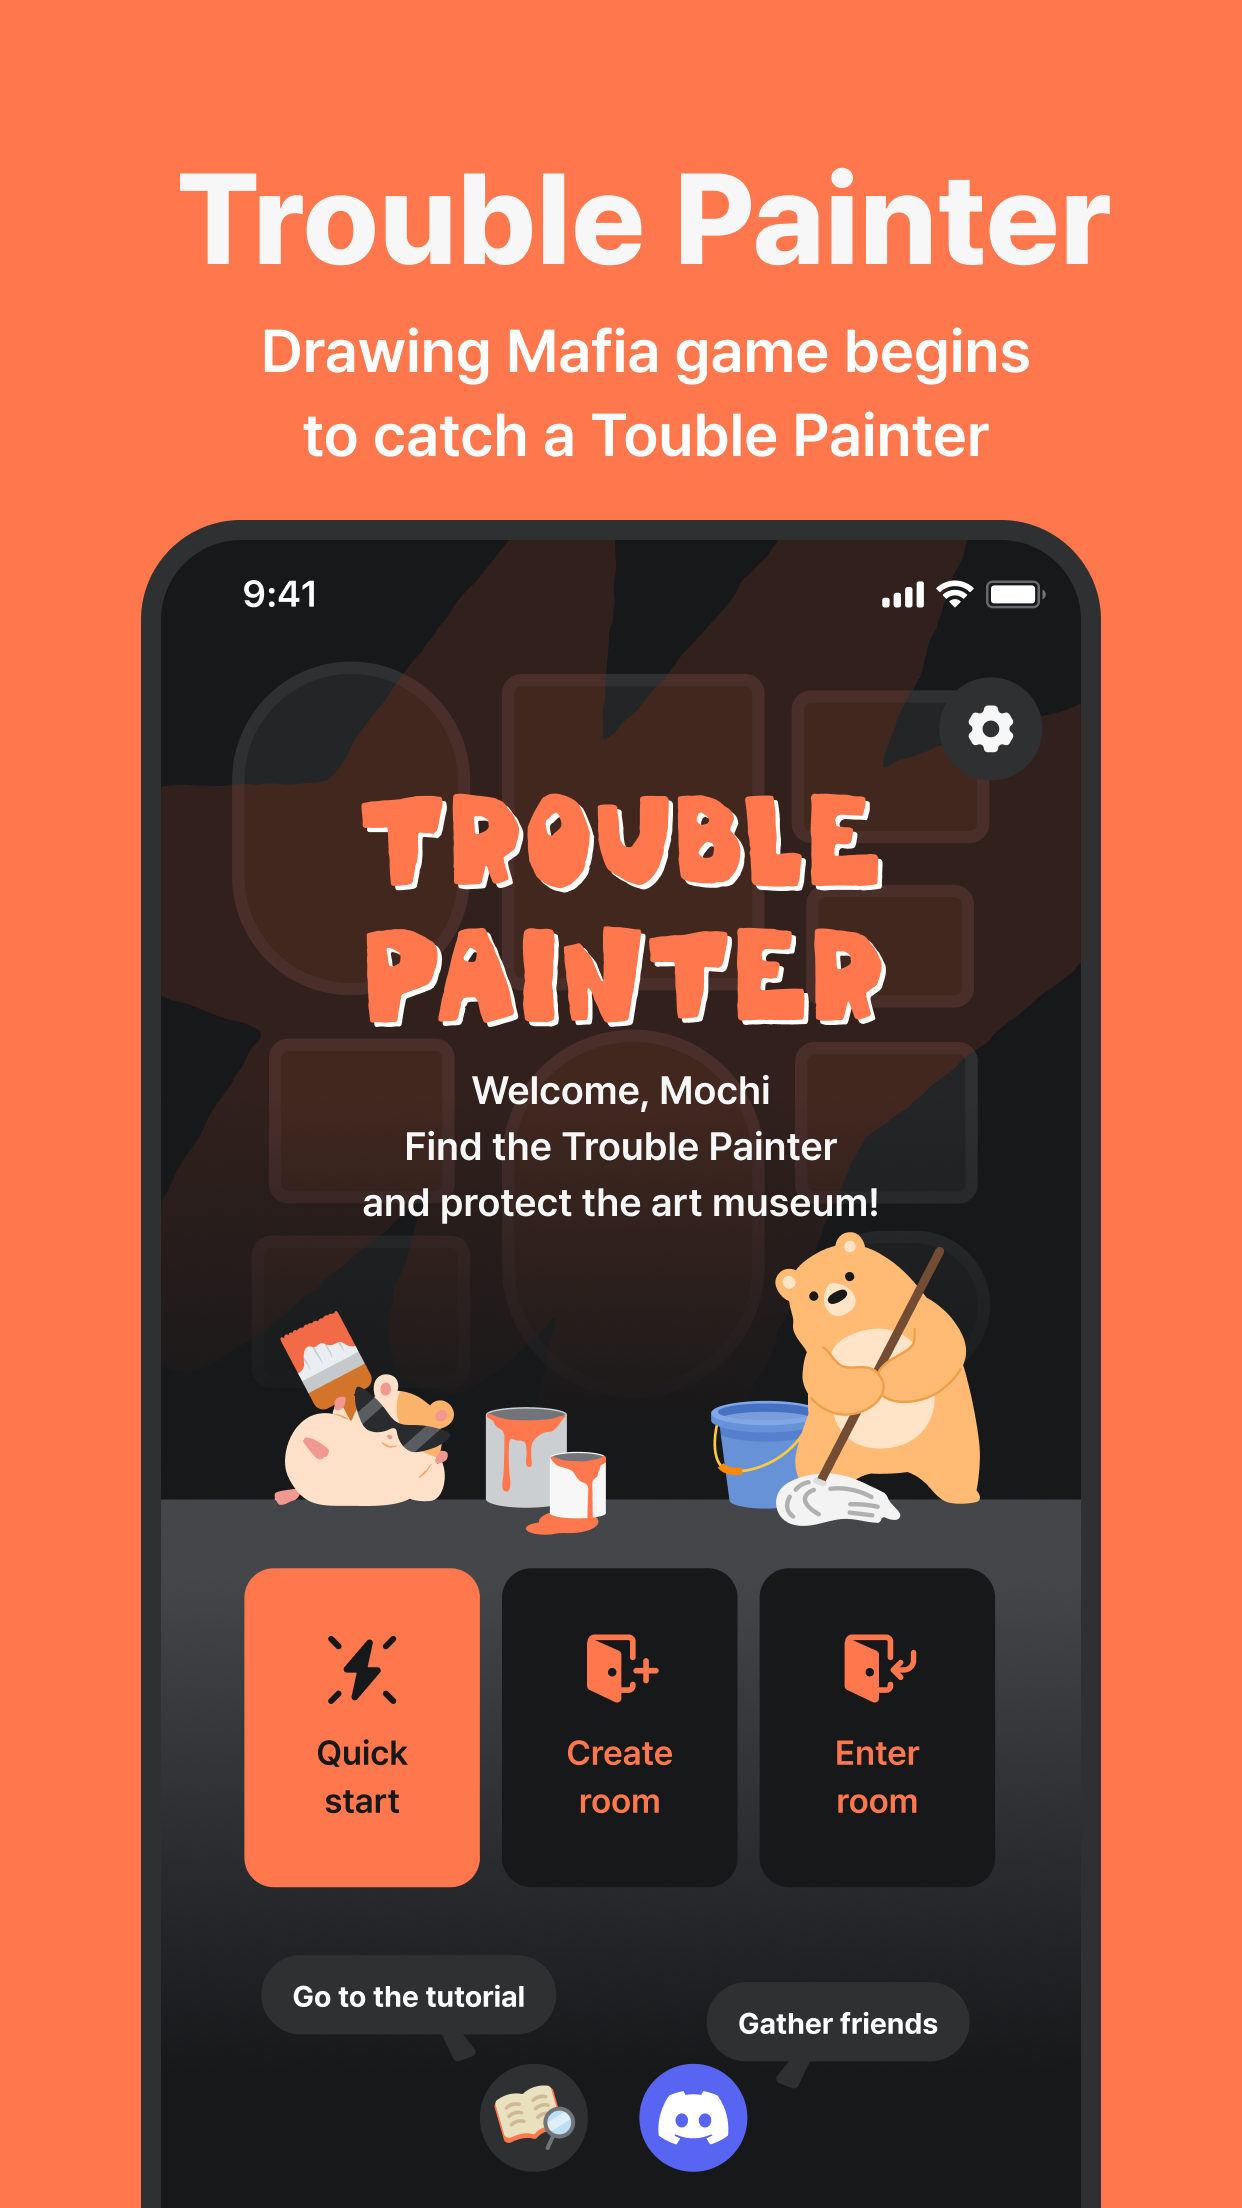 Trouble Painter
Drawing Mafia game begins
to catch a Touble Painter
9:41
TROUBLE
PAINTER
Welcome, Mochi
Find the Trouble Painter
and protect the art museum!
Quick
start
Create
room
Enter
room
Go to the tutorial
Gather friends